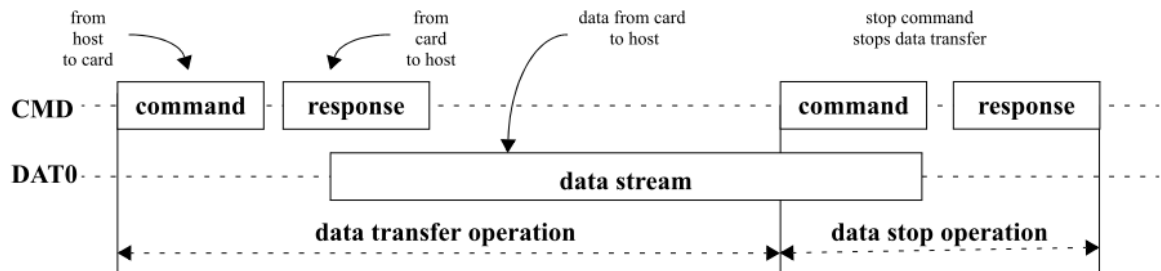 from
host
to card
from
card
to host
data from card
to host
stop command
stops data transfer
CMD
command
response
command
response
DAT0
data stream
data transfer operation
data stop operation